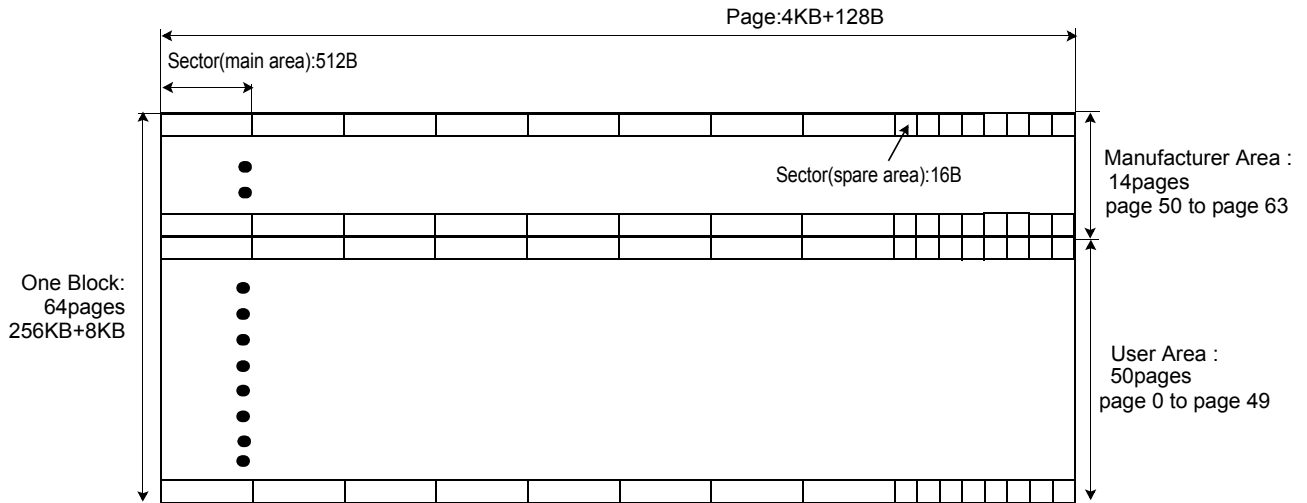 Page:4KB+128B
Sector(main area):512B
Sector(spare area):16B
Manufacturer Area :
14pages
page 50 to page 63
One Block:
64pages
256KB+8KB
User Area :
50pages
page 0 to page 49